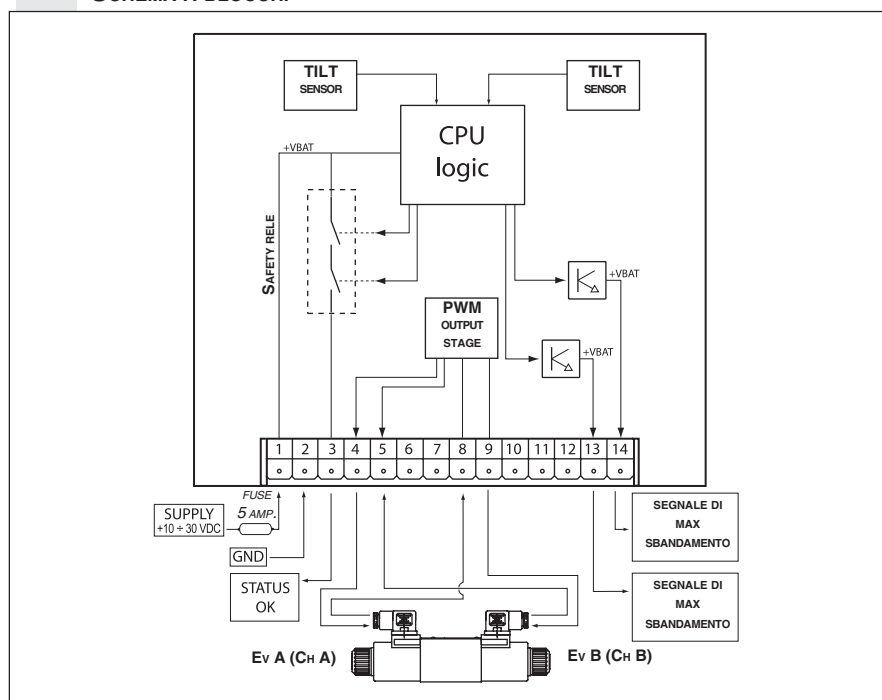 TILT
SENSOR
TILT
SENSOR
CPU
logic
+VBAT
SAFETY RELE
+VBAT
PWM
OUTPUT
STAGE
+VBAT
1 2 3 4 5 6 7 8 9 10 11 12 13 14
FUSE
5 AMP.
SUPPLY
+10 ÷ 30 VDC
GND
STATUS
OK
SEGNALE DI
MAX
SBANDAMENTO
SEGNALE DI
MAX
SBANDAMENTO
EV A (CH A)
EV B (CH B)